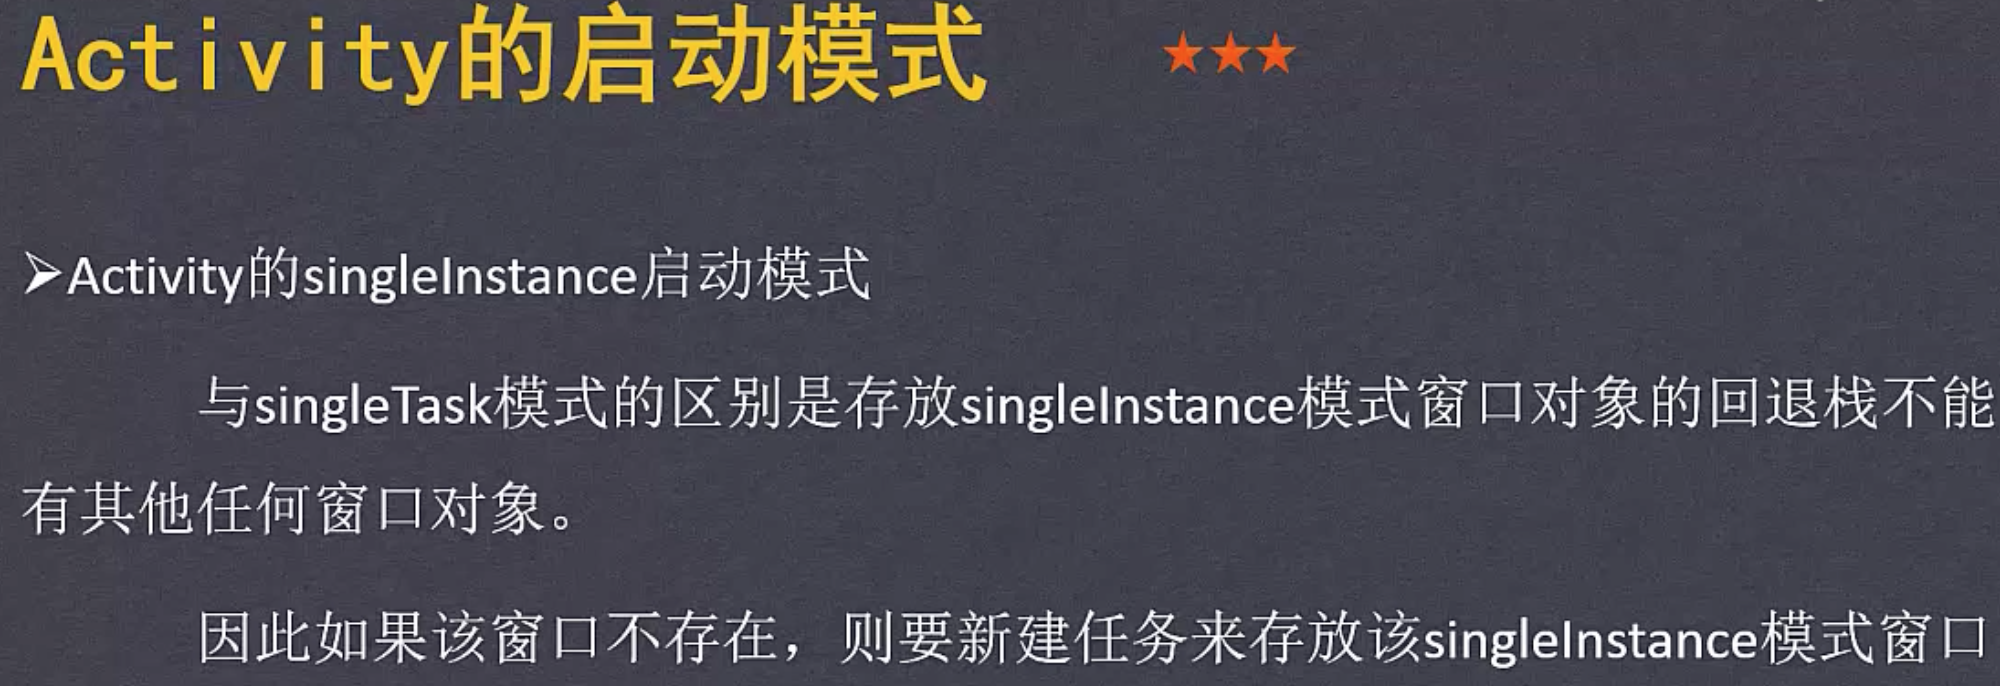 Activity的启动模式 ★★★
➢Activity的singleInstance启动模式
与singleTask模式的区别是存放singleInstance模式窗口对象的回退栈不能
有其他任何窗口对象。
因此如果该窗口不存在，则要新建任务来存放该singleInstance模式窗口